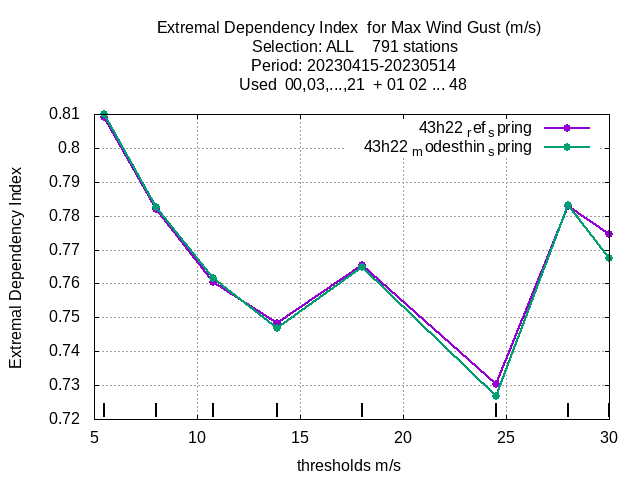 Extremal Dependency Index  for Max Wind Gust (m/s)
Selection: ALL    791 stations
Period: 20230415-20230514
Used  00,03,...,21  + 01 02 ... 48
43h22 ref spring
43h22 modesthin spring
Extremal Dependency Index
0.81
0.8
0.79
0.78
0.77
0.76
0.75
0.74
0.73
0.72
5 10 15 20 25 30
thresholds m/s